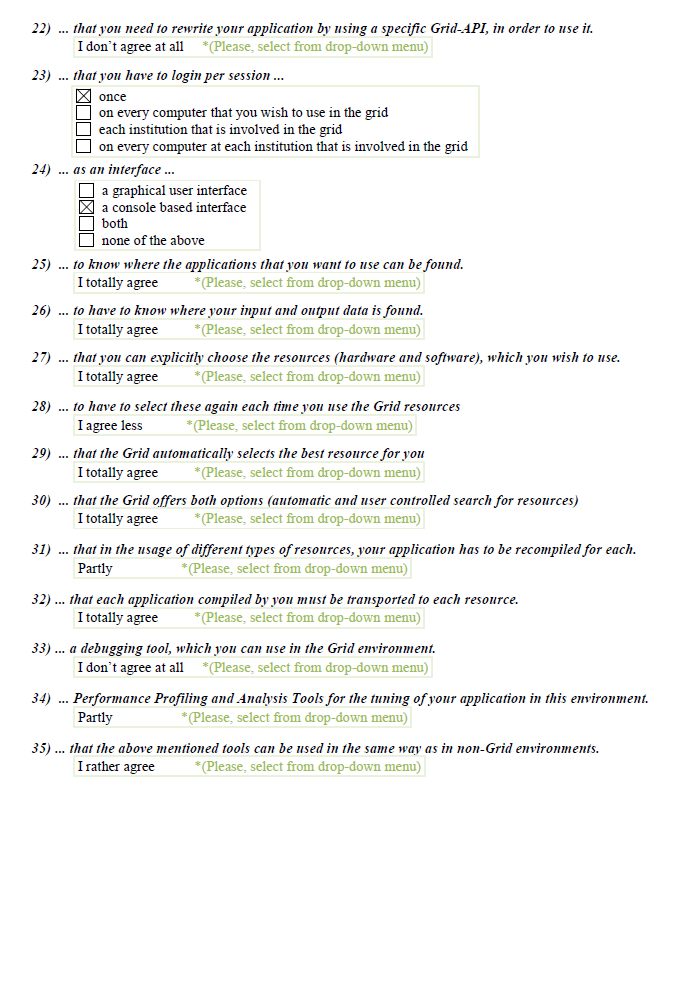 22) ... that you need to rewrite your application by using a specific Grid-API, in order to use it.
I don't agree at all *(Please, select from drop-down menu)
23) ... that you have to login per session ...
once
on every computer that you wish to use in the grid
each institution that is involved in the grid
on every computer at each institution that is involved in the grid
24) ... as an interface ...
a graphical user interface
a console based interface
both
none of the above
25) ... to know where the applications that you want to use can be found.
I totally agree *(Please, select from drop-down menu)
26) ... to have to know where your input and output data is found.
I totally agree *(Please, select from drop-down menu)
27) ... that you can explicitly choose the resources (hardware and software), which you wish to use.
I totally agree *(Please, select from drop-down menu)
28) ... to have to select these again each time you use the Grid resources
I agree less *(Please, select from drop-down menu)
29) ... that the Grid automatically selects the best resource for you
I totally agree *(Please, select from drop-down menu)
30) ... that the Grid offers both options (automatic and user controlled search for resources)
I totally agree *(Please, select from drop-down menu)
31) ... that in the usage of different types of resources, your application has to be recompiled for each.
Partly *(Please, select from drop-down menu)
32) ... that each application compiled by you must be transported to each resource.
I totally agree *(Please, select from drop-down menu)
33) ... a debugging tool, which you can use in the Grid environment.
I don't agree at all *(Please, select from drop-down menu)
34) ... Performance Profiling and Analysis Tools for the tuning of your application in this environment.
Partly *(Please, select from drop-down menu)
35) ... that the above mentioned tools can be used in the same way as in non-Grid environments.
I rather agree *(Please, select from drop-down menu)